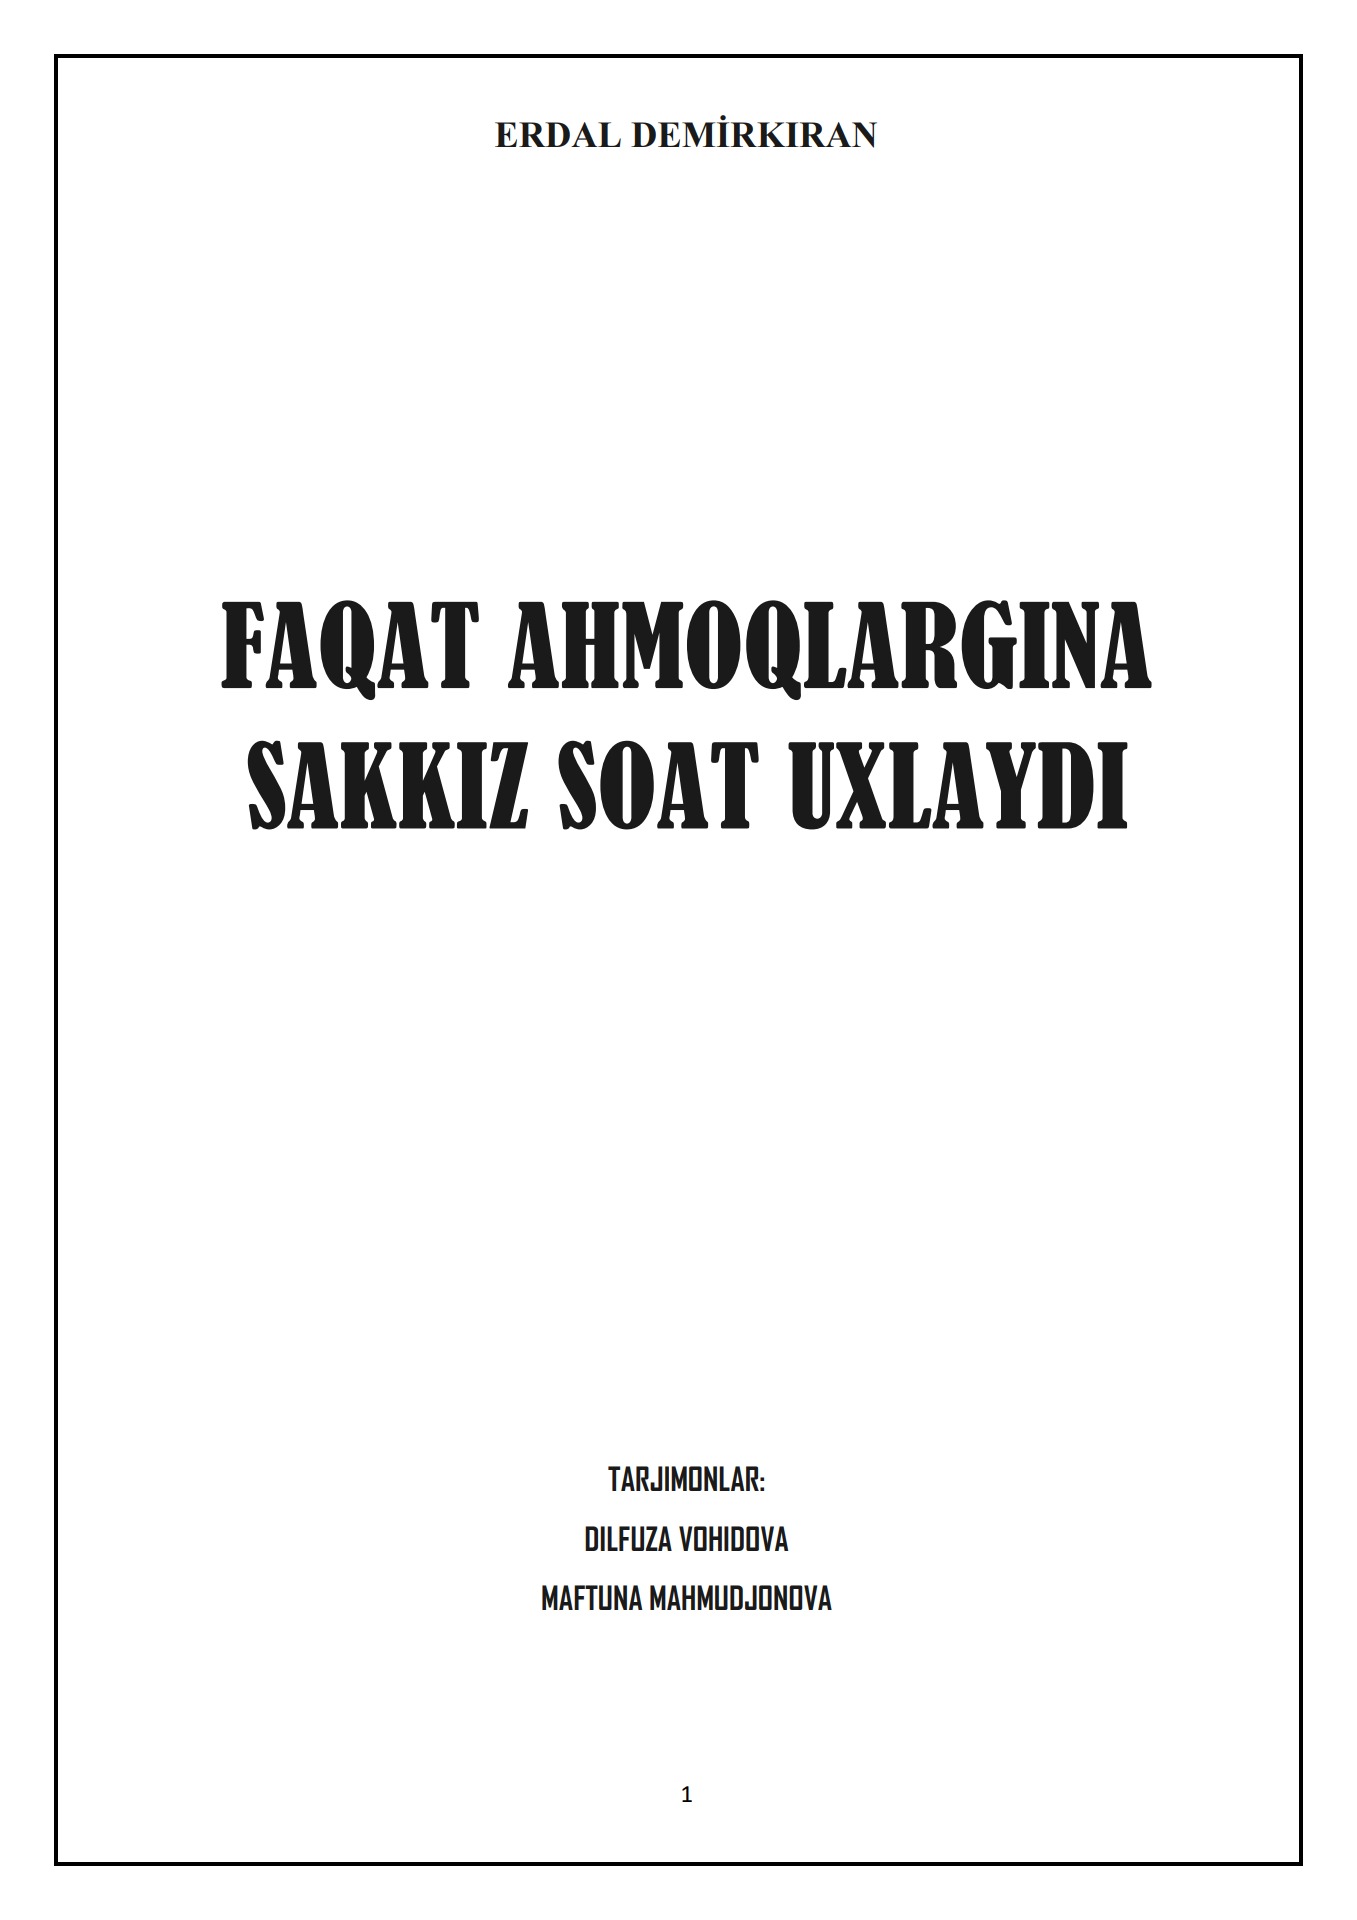 ERDAL DEMİRKIRAN
FAQAT AHMOQLARGINA
SAKKIZ SOAT UXLAYDI
TARJIMONLAR:
DILFUZA VOHIDOVA
MAFTUNA MAHMUDJONOVA
1